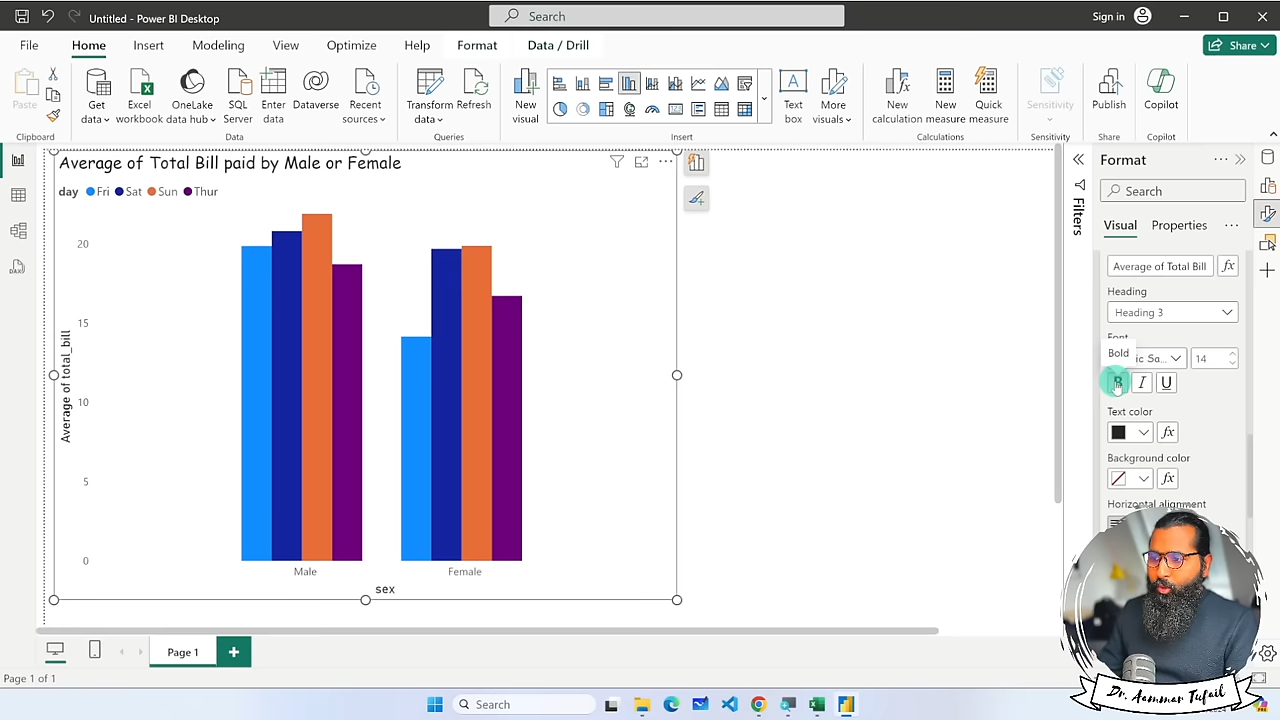 Untitled - Power BI Desktop
Search
Sign in
File
Home
Insert
Modeling
View
Optimize
Help
Format
Data / Drill
Share
Paste
Get data
Excel workbook
OneLake data hub
SQL Server
Enter data
Dataverse
Recent sources
Transform data
Refresh
New visual
Text box
More visuals
New calculation
New measure
Quick measure
Sensitivity
Publish
Copilot
Clipboard
Data
Queries
Insert
Calculations
Sensitivity
Share
Copilot
Average of Total Bill paid by Male or Female
day Fri Sat Sun Thur
20
15
10
5
0
Average of total_bill
Male
Female
sex
Filters
Format
Search
Visual
Properties
Average of Total Bill
fx
Heading
Heading 3
Font
Bold
ic Sa...
14
B I U
Text color
fx
Background color
fx
Horizontal alignment
Page 1
Page 1 of 1
Search
Dr. Aammar Tufail